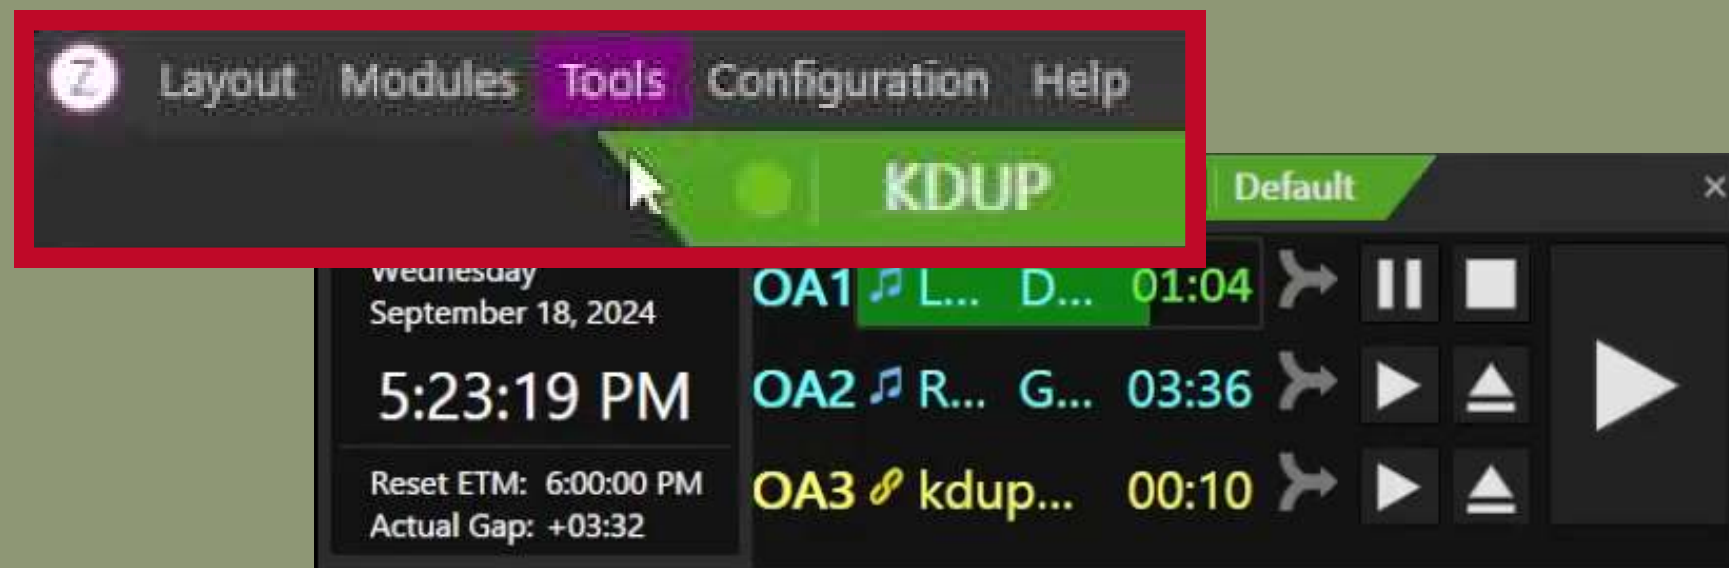 Z Layout Modules Tools Configuration Help
KDUP
Default
Wednesday
September 18, 2024
5:23:19 PM
Reset ETM: 6:00:00 PM
Actual Gap: +03:32
OA1 L... D... 01:04
OA2 R... G... 03:36
OA3 kdup... 00:10